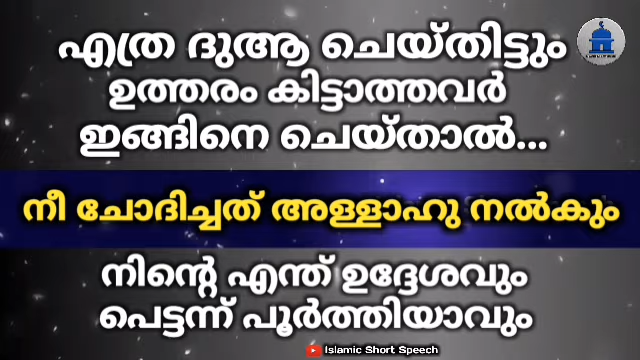 എത്ര ദുആ ചെയ്തിട്ടും
ഉത്തരം കിട്ടാത്തവർ
ഇങ്ങിനെ ചെയ്താൽ...
നീ ചോദിച്ചത് അള്ളാഹു നൽകും
നിന്റെ എന്ത് ഉദ്ദേശവും
പെട്ടന്ന് പൂർത്തിയാവും
Islamic Short Speech